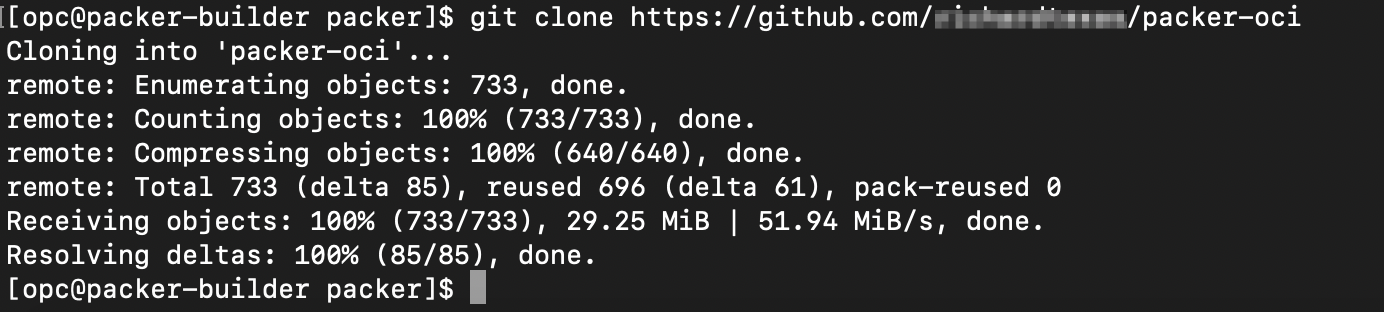 [[opc@packer-builder packer]$ git clone https://github.com/ /packer-oci
Cloning into 'packer-oci'...
remote: Enumerating objects: 733, done.
remote: Counting objects: 100% (733/733), done.
remote: Compressing objects: 100% (640/640), done.
remote: Total 733 (delta 85), reused 696 (delta 61), pack-reused 0
Receiving objects: 100% (733/733), 29.25 MiB | 51.94 MiB/s, done.
Resolving deltas: 100% (85/85), done.
[opc@packer-builder packer]$